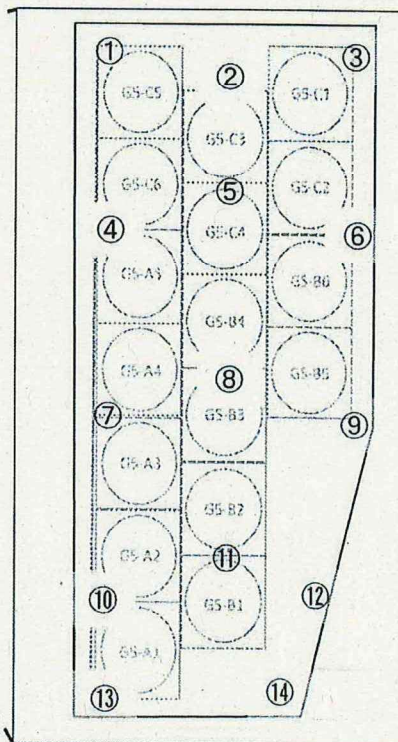 ①
②
③
GS-C5
GS-C1
GS-C3
GS-C6
⑤
GS-C2
④
GS-C4
⑥
GS-B6
GS-B4
GS-A4
⑧
GS-B5
⑦
GS-B3
⑨
GS-A3
GS-B2
GS-A2
⑪
⑩
GS-B1
⑫
GS-A1
⑬
⑭